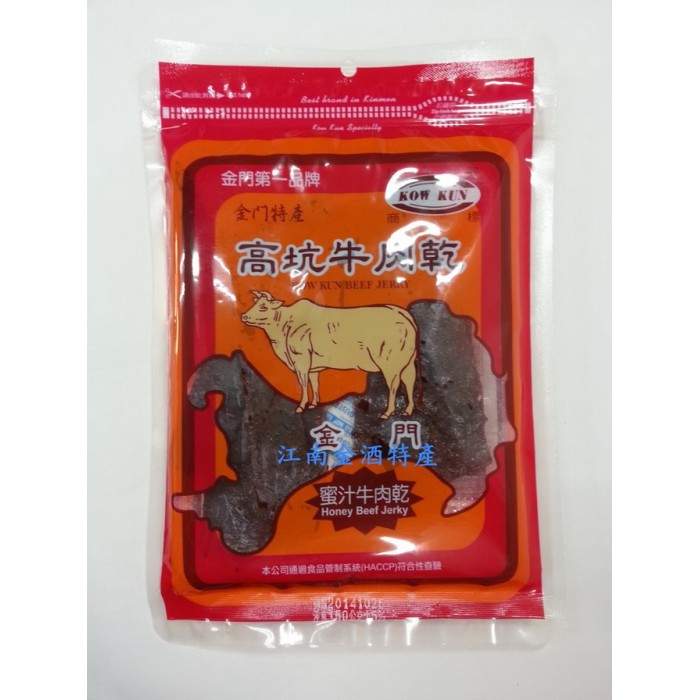 Best brand in Kinmen
Kow Kun Specialty
金門第一品牌
KOW KUN
商標
金门特產
高坑牛肉乾
KOW KUN BEEF JERKY
金門
江南金酒特產
蜜汁牛肉乾
Honey Beef Jerky
本公司通過食品管制系統(HACCP)符合性查驗